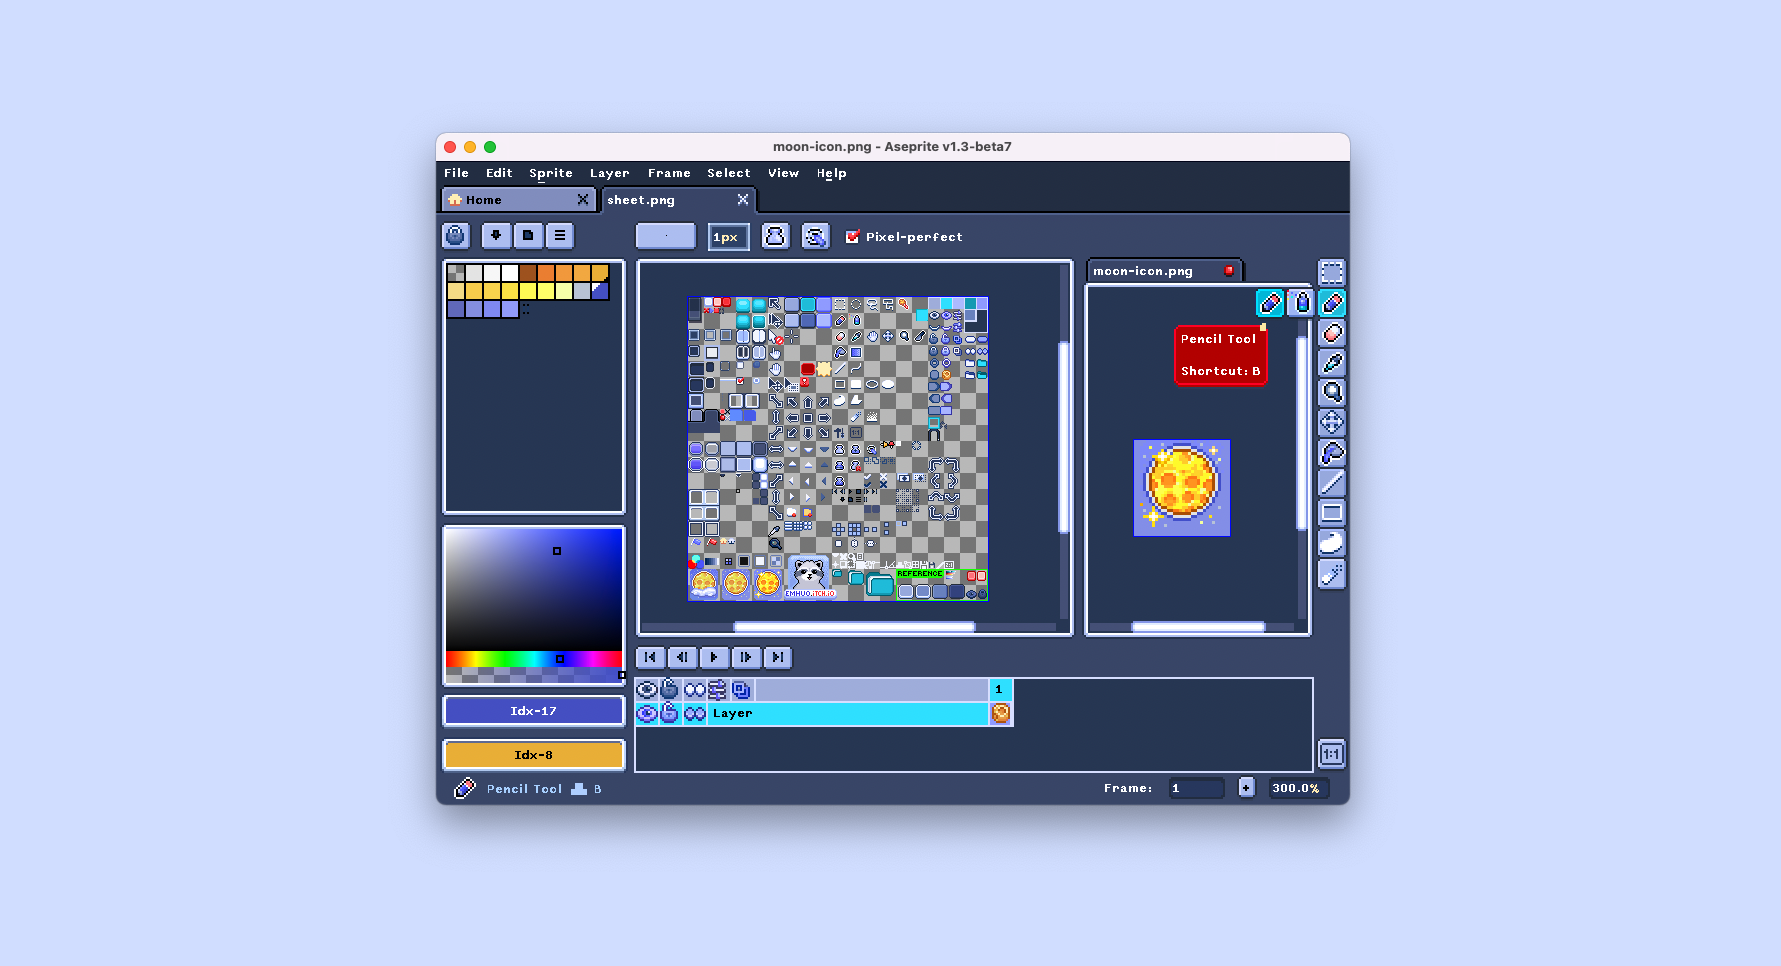 moon-icon.png - Aseprite v1.3-beta7
File Edit Sprite Layer Frame Select View Help
Home
sheet.png
1px
Pixel-perfect
moon-icon.png
Pencil Tool
Shortcut: B
REFERENCE
EMHUO.iTCH.iO
1
Layer
Idx-17
Idx-8
1:1
Pencil Tool B
Frame: 1
300.0%